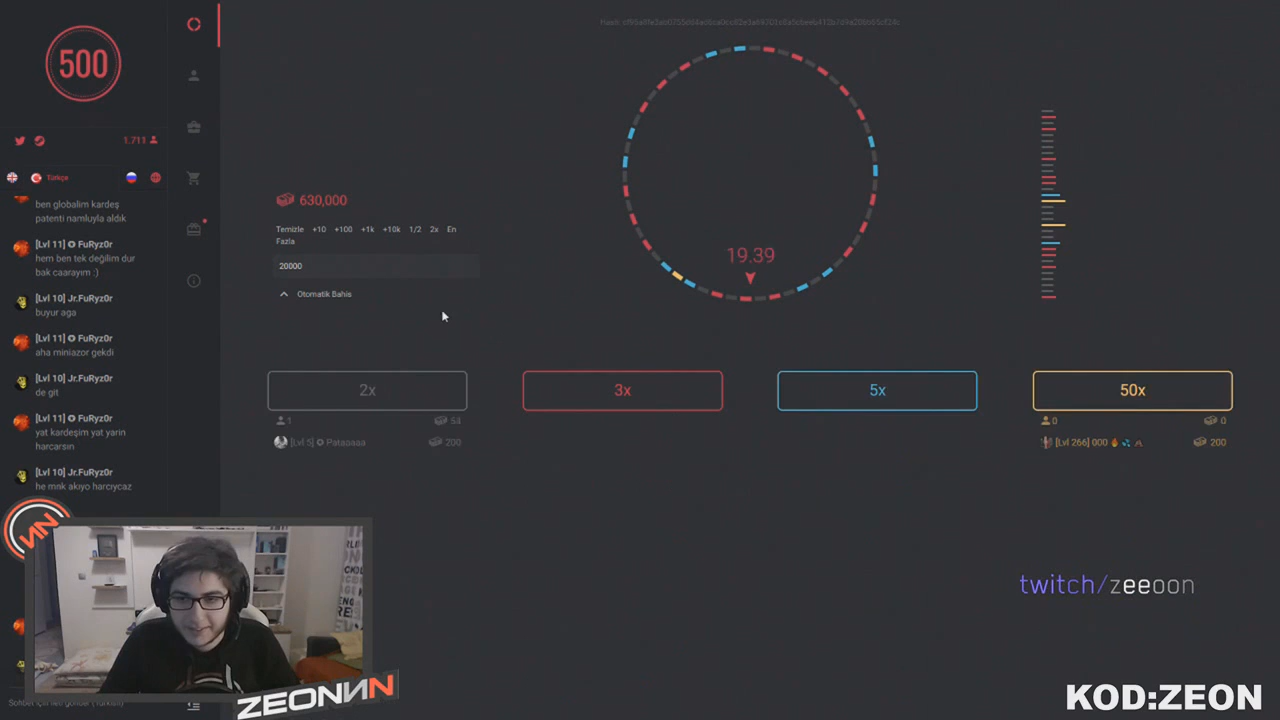 500
1.711
Türkçe
ben globalim kardeş
patenti namluyla aldık
[Lvl 11] FuRyz0r
hem ben tek değilim dur
bak caarayım :)
[Lvl 10] Jr.FuRyz0r
buyur aga
[Lvl 11] FuRyz0r
aha miniazor gekdi
[Lvl 10] Jr.FuRyz0r
de git
[Lvl 11] FuRyz0r
yat kardeşim yat yarin
harcarsın
[Lvl 10] Jr.FuRyz0r
he mnk akıyo harcıycaz
Hash:
630,000
Temizle +10 +100 +1k +10k 1/2 2x En
Fazla
20000
Otomatik Bahis
19.39
2x
3x
5x
50x
1
54
0
0
[Lvl 5] Pataaaaa
200
[Lvl 266] 000
200
twitch/zeeoon
ZEONNN
KOD:ZEON